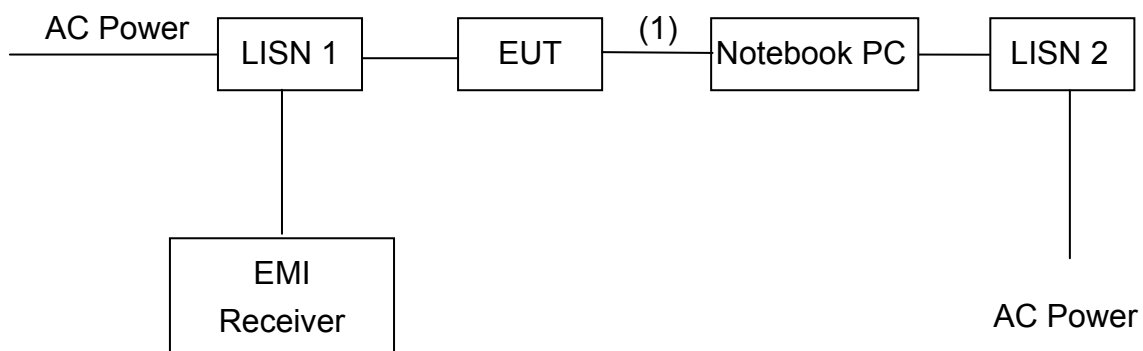 AC Power
LISN 1
EUT
(1)
Notebook PC
LISN 2
EMI
Receiver
AC Power